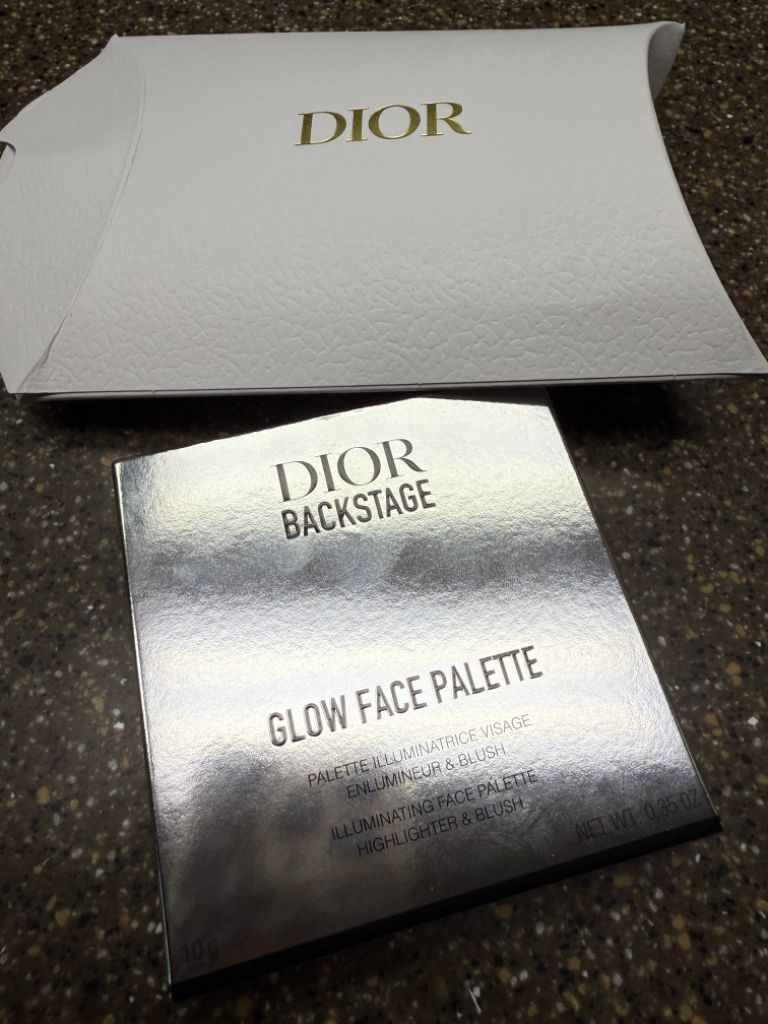 DIOR
DIOR
BACKSTAGE
GLOW FACE PALETTE
PALETTE ILLUMINATRICE VISAGE
ENLUMINEUR & BLUSH
ILLUMINATING FACE PALETTE
HIGHLIGHTER & BLUSH
10 g
NET WT. 0.35 OZ